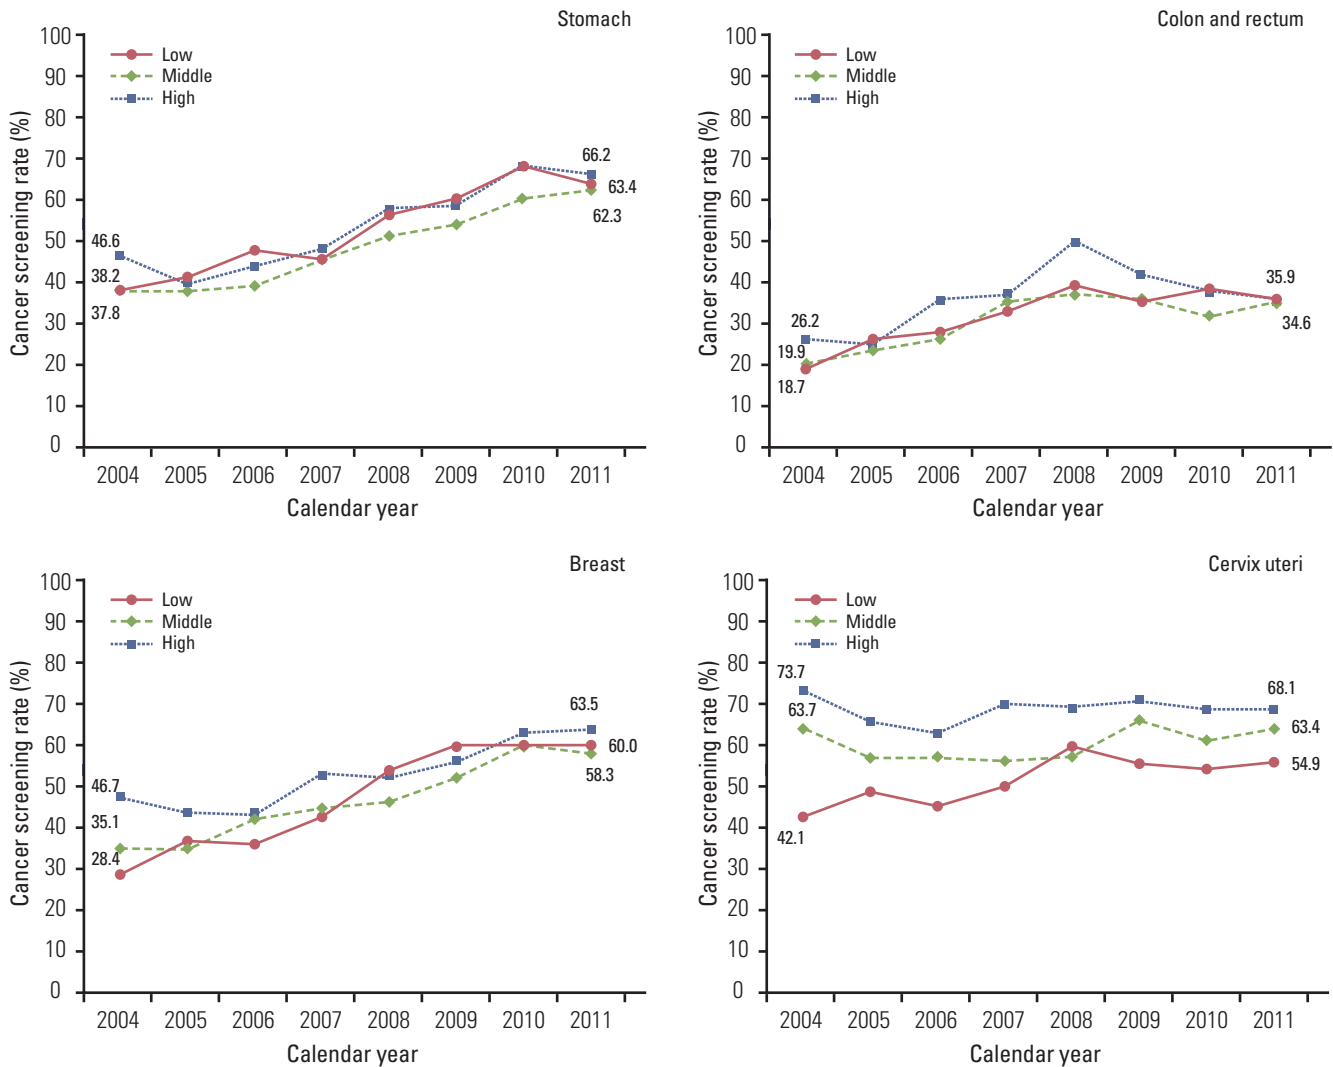 Stomach
Cancer screening rate (%)
100
90
80
70
60
50
40
30
20
10
0
Low
Middle
High
46.6
38.2
37.8
66.2
63.4
62.3
2004 2005 2006 2007 2008 2009 2010 2011
Calendar year
Colon and rectum
Cancer screening rate (%)
100
90
80
70
60
50
40
30
20
10
0
Low
Middle
High
26.2
19.9
18.7
35.9
34.6
2004 2005 2006 2007 2008 2009 2010 2011
Calendar year
Breast
Cancer screening rate (%)
100
90
80
70
60
50
40
30
20
10
0
Low
Middle
High
46.7
35.1
28.4
63.5
60.0
58.3
2004 2005 2006 2007 2008 2009 2010 2011
Calendar year
Cervix uteri
Cancer screening rate (%)
100
90
80
70
60
50
40
30
20
10
0
Low
Middle
High
73.7
63.7
42.1
68.1
63.4
54.9
2004 2005 2006 2007 2008 2009 2010 2011
Calendar year